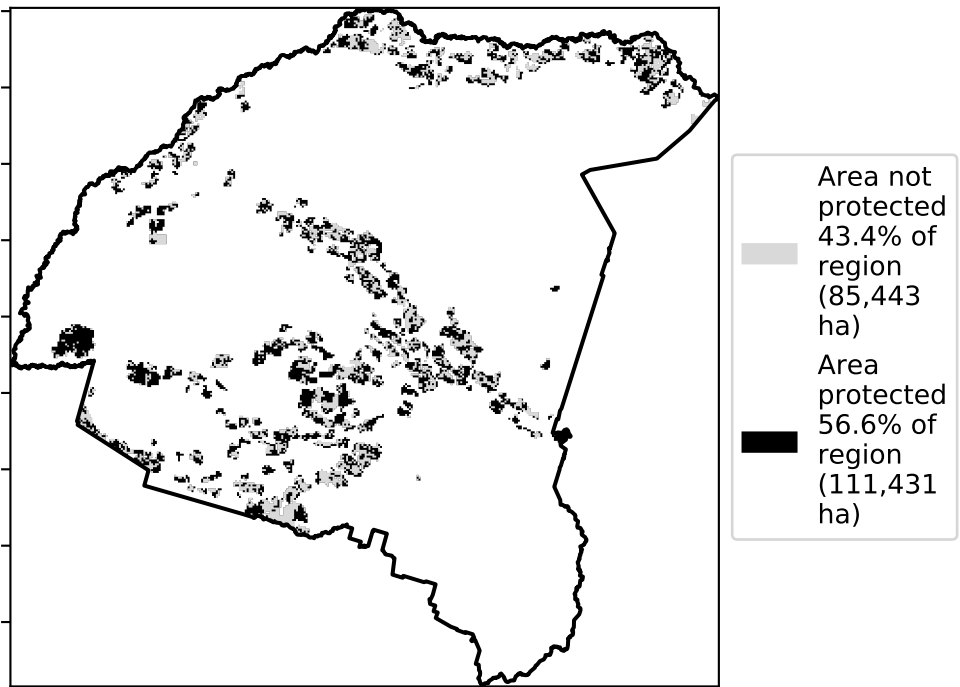 Area not
protected
43.4% of
region
(85,443
ha)
Area
protected
56.6% of
region
(111,431
ha)